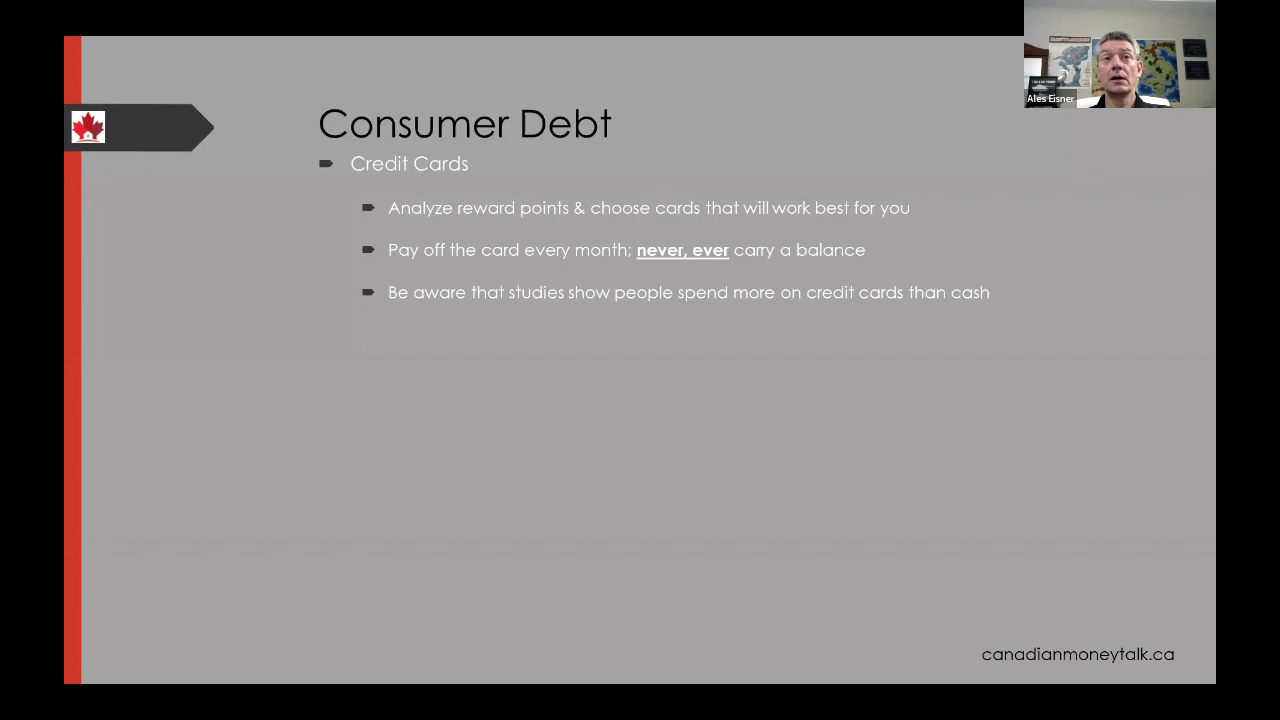 Ales Eisner
Consumer Debt
Credit Cards
Analyze reward points & choose cards that will work best for you
Pay off the card every month; never, ever carry a balance
Be aware that studies show people spend more on credit cards than cash
canadianmoneytalk.ca